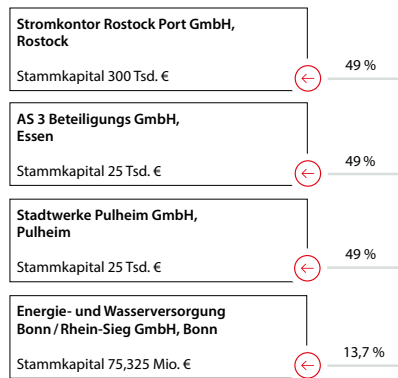 Stromkontor Rostock Port GmbH,
Rostock
Stammkapital 300 Tsd. €
49 %
AS 3 Beteiligungs GmbH,
Essen
Stammkapital 25 Tsd. €
49 %
Stadtwerke Pulheim GmbH,
Pulheim
Stammkapital 25 Tsd. €
49 %
Energie- und Wasserversorgung
Bonn / Rhein-Sieg GmbH, Bonn
Stammkapital 75,325 Mio. €
13,7 %